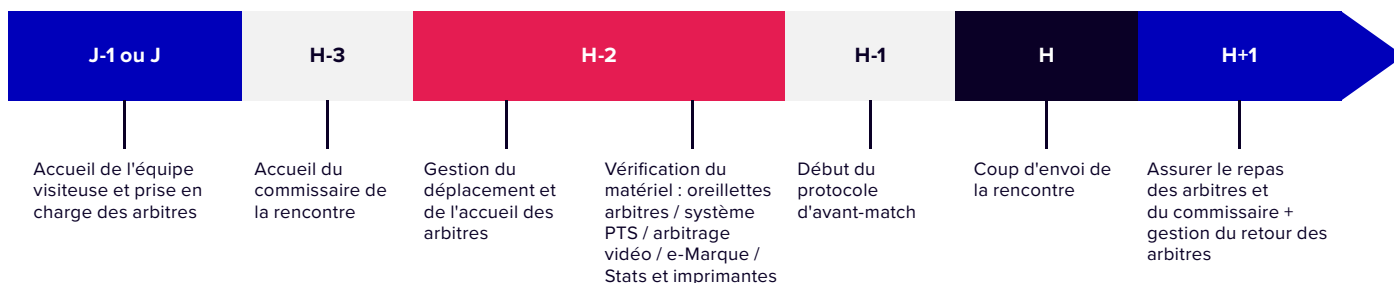 J-1 ou J
H-3
H-2
H-1
H
H+1
Accueil de l'équipe
visiteuse et prise en
charge des arbitres
Accueil du
commissaire de
la rencontre
Gestion du
déplacement et
de l'accueil des
arbitres
Vérification du
matériel : oreillettes
arbitres / système
PTS / arbitrage
vidéo / e-Marque /
Stats et imprimantes
Début du
protocole
d'avant-match
Coup d'envoi de
la rencontre
Assurer le repas
des arbitres et
du commissaire +
gestion du retour des
arbitres